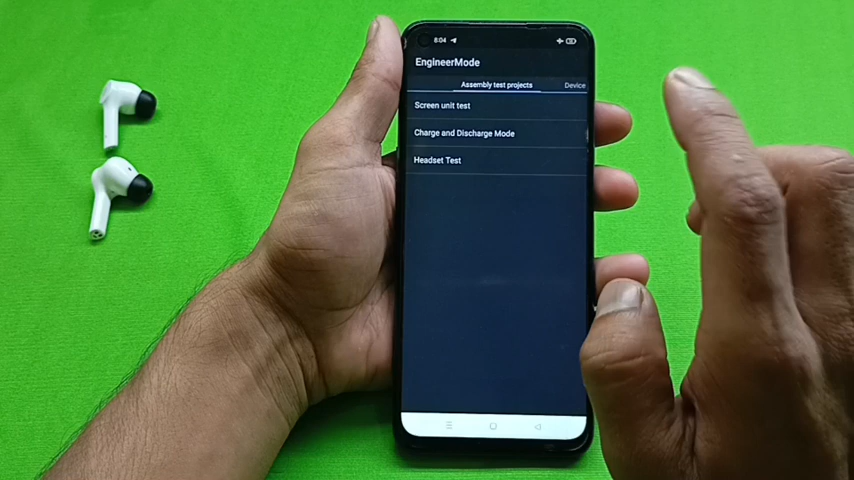 8:04
EngineerMode
Assembly test projects Device
Screen unit test
Charge and Discharge Mode
Headset Test